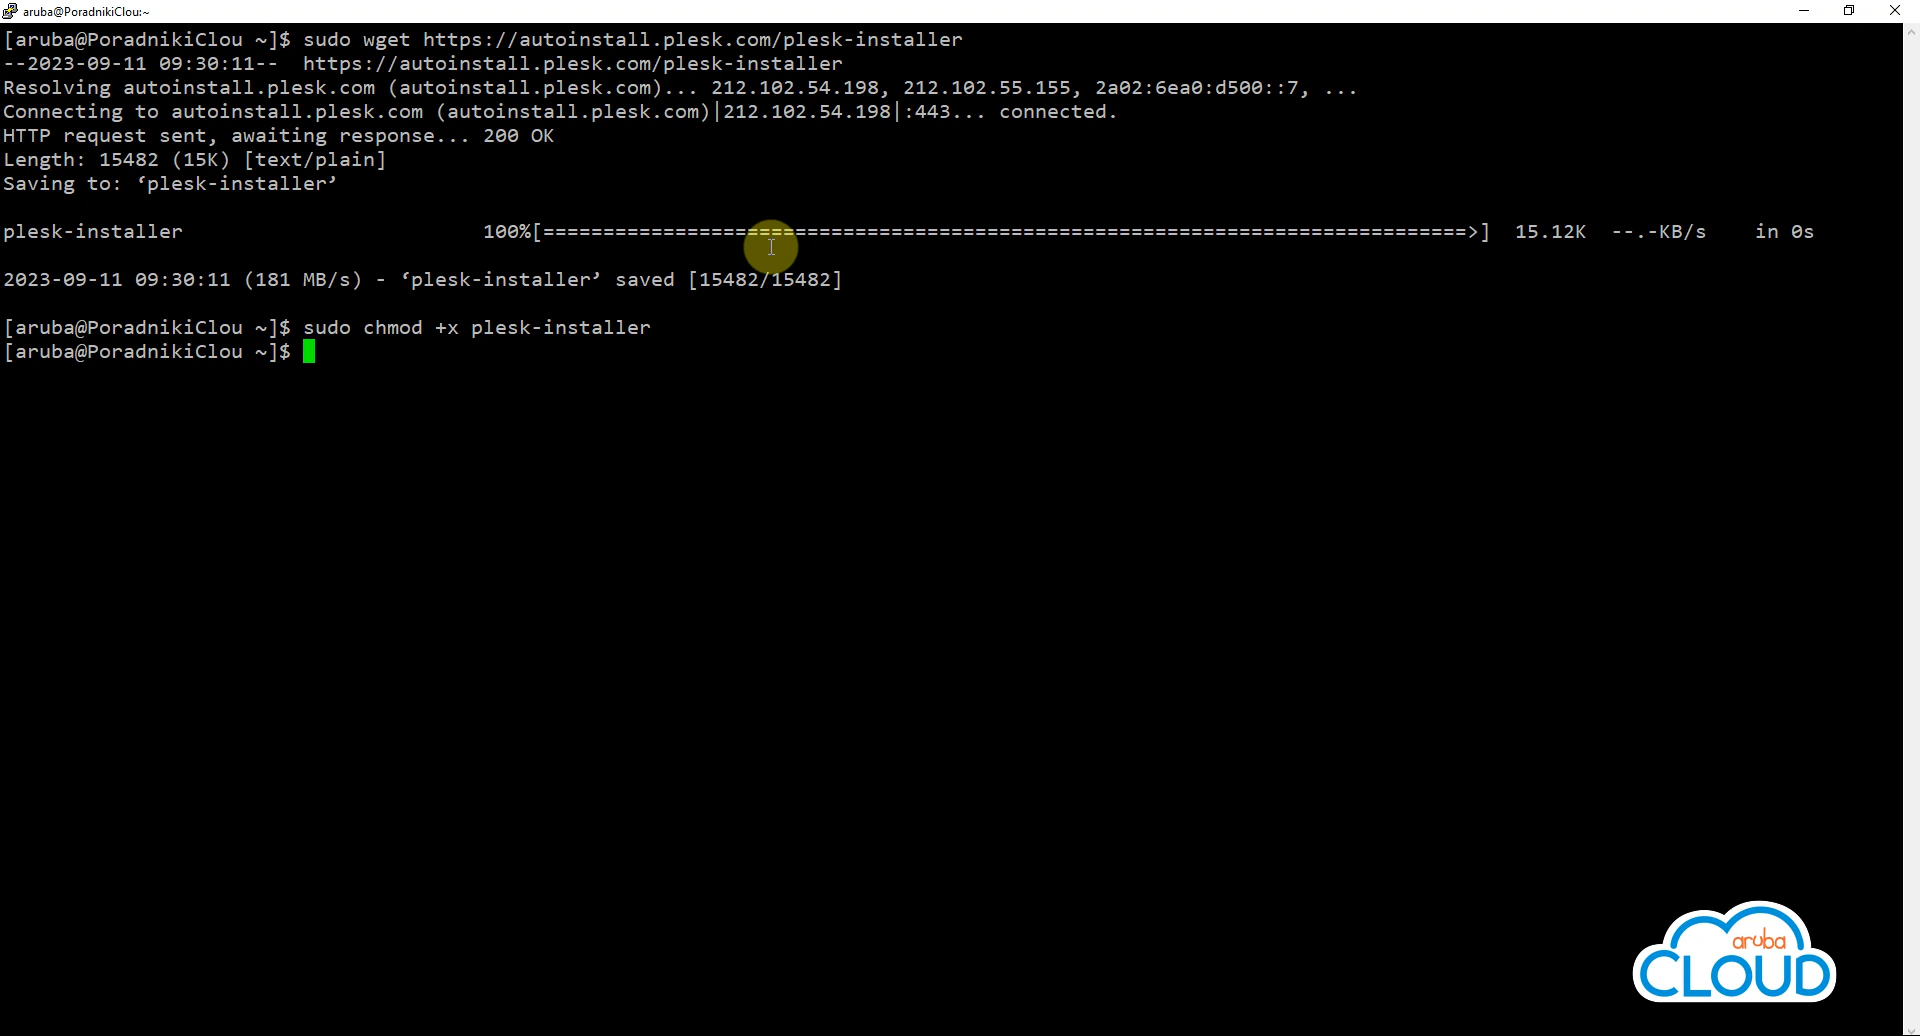 aruba@PoradnikiClou:~
[aruba@PoradnikiClou ~]$ sudo wget https://autoinstall.plesk.com/plesk-installer
--2023-09-11 09:30:11--  https://autoinstall.plesk.com/plesk-installer
Resolving autoinstall.plesk.com (autoinstall.plesk.com)... 212.102.54.198, 212.102.55.155, 2a02:6ea0:d500::7, ...
Connecting to autoinstall.plesk.com (autoinstall.plesk.com)|212.102.54.198|:443... connected.
HTTP request sent, awaiting response... 200 OK
Length: 15482 (15K) [text/plain]
Saving to: ‘plesk-installer’
plesk-installer 100%[=============================================================================>] 15.12K --.-KB/s in 0s
2023-09-11 09:30:11 (181 MB/s) - ‘plesk-installer’ saved [15482/15482]
[aruba@PoradnikiClou ~]$ sudo chmod +x plesk-installer
[aruba@PoradnikiClou ~]$
aruba
CLOUD